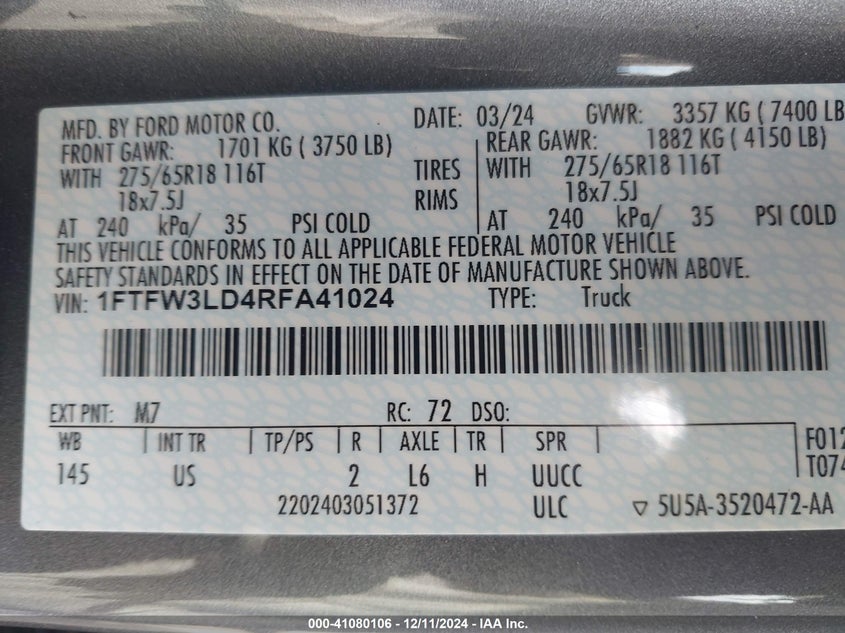 MFD. BY FORD MOTOR CO. DATE: 03/24 GVWR: 3357 KG ( 7400 LB
FRONT GAWR: 1701 KG ( 3750 LB) REAR GAWR: 1882 KG ( 4150 LB)
WITH 275/65R18 116T TIRES WITH 275/65R18 116T
18x7.5J RIMS 18x7.5J
AT 240 kPa/ 35 PSI COLD AT 240 kPa/ 35 PSI COLD
THIS VEHICLE CONFORMS TO ALL APPLICABLE FEDERAL MOTOR VEHICLE
SAFETY STANDARDS IN EFFECT ON THE DATE OF MANUFACTURE SHOWN ABOVE.
VIN: 1FTFW3LD4RFA41024 TYPE: Truck
EXT PNT: M7 RC: 72 DSO:
WB | INT TR | TP/PS | R | AXLE | TR | SPR | F012
145 US 2 L6 H UUCC T074
2202403051372 ULC ▽ 5U5A-3520472-AA
000-41080106 - 12/11/2024 - IAA Inc.